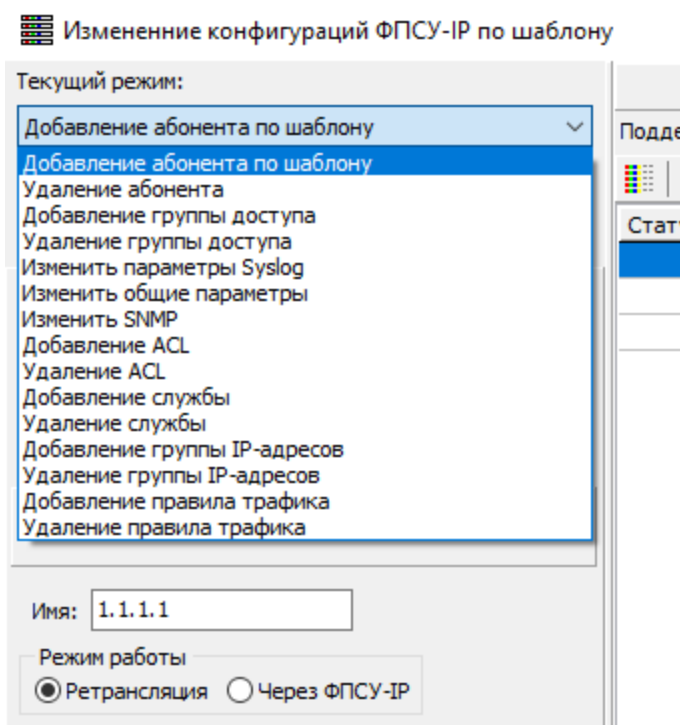 Измененние конфигураций ФПСУ-IP по шаблону
Текущий режим:
Добавление абонента по шаблону
Добавление абонента по шаблону
Удаление абонента
Добавление группы доступа
Удаление группы доступа
Изменить параметры Syslog
Изменить общие параметры
Изменить SNMP
Добавление ACL
Удаление ACL
Добавление службы
Удаление службы
Добавление группы IP-адресов
Удаление группы IP-адресов
Добавление правила трафика
Удаление правила трафика
Имя: 1.1.1.1
Режим работы
Ретрансляция Через ФПСУ-IP
Подде
Стат